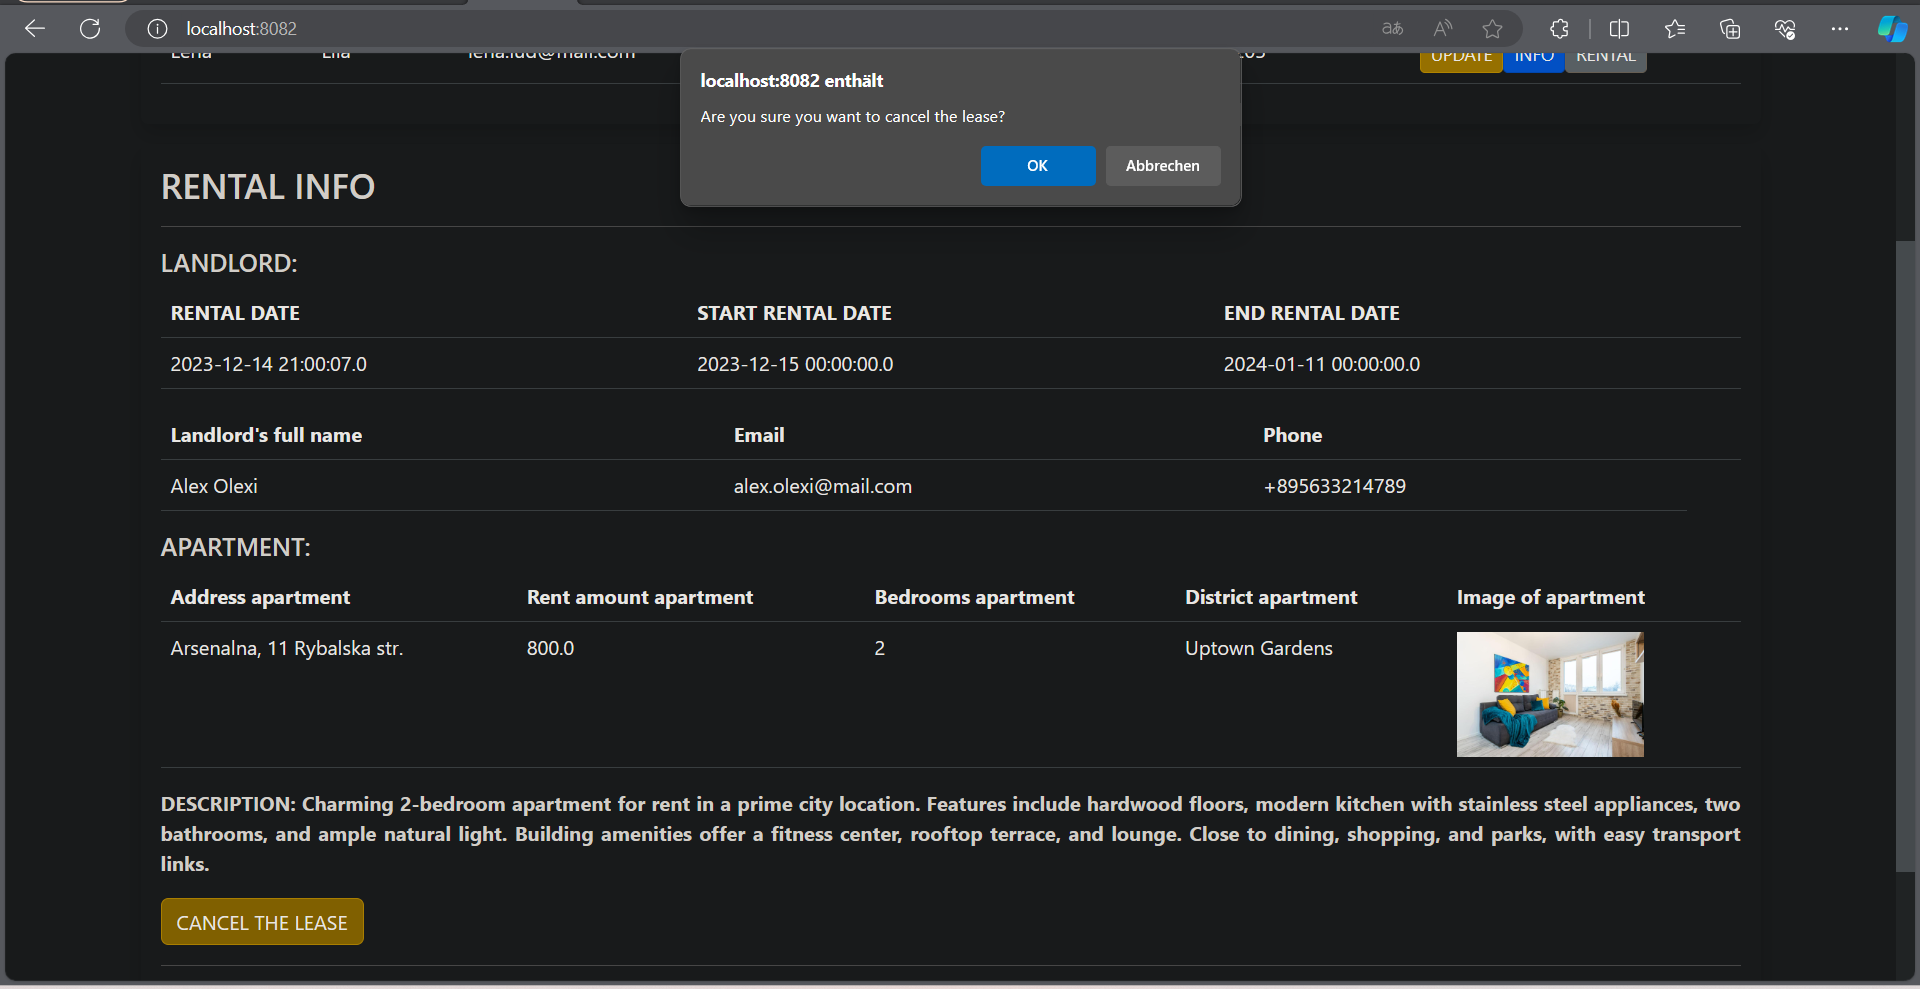 localhost:8082
Lena Lila lena.lud@mail.com UPDATE INFO RENTAL
localhost:8082 enthält
Are you sure you want to cancel the lease?
OK Abbrechen
RENTAL INFO
LANDLORD:
RENTAL DATE START RENTAL DATE END RENTAL DATE
2023-12-14 21:00:07.0 2023-12-15 00:00:00.0 2024-01-11 00:00:00.0
Landlord's full name Email Phone
Alex Olexi alex.olexi@mail.com +895633214789
APARTMENT:
Address apartment Rent amount apartment Bedrooms apartment District apartment Image of apartment
Arsenalna, 11 Rybalska str. 800.0 2 Uptown Gardens
DESCRIPTION: Charming 2-bedroom apartment for rent in a prime city location. Features include hardwood floors, modern kitchen with stainless steel appliances, two
bathrooms, and ample natural light. Building amenities offer a fitness center, rooftop terrace, and lounge. Close to dining, shopping, and parks, with easy transport
links.
CANCEL THE LEASE